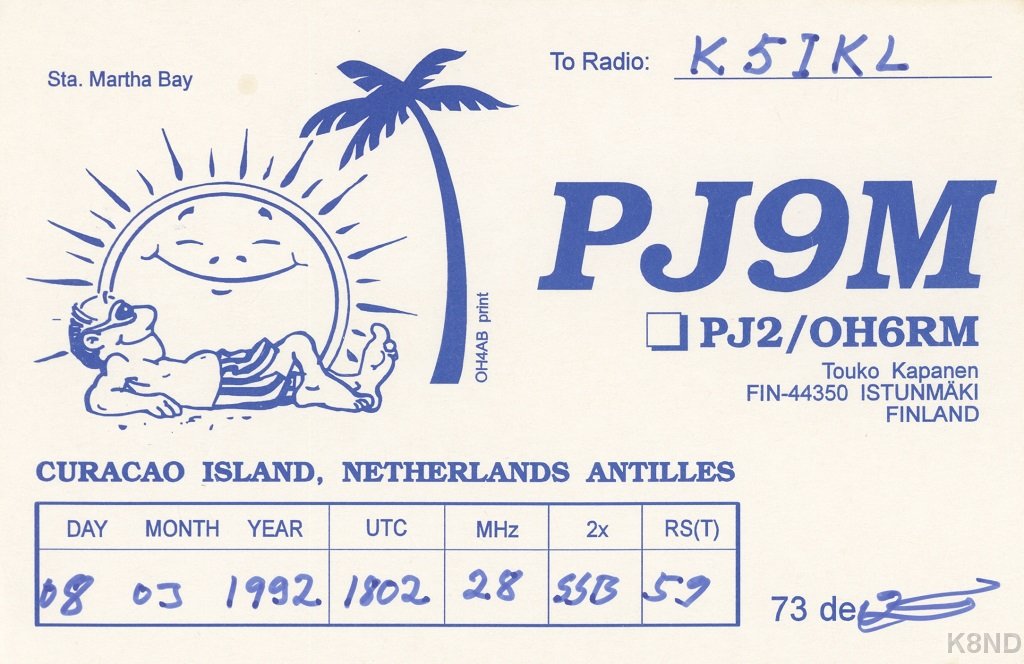 Sta. Martha Bay
To Radio: K5IKL
PJ9M
PJ2/OH6RM
Touko Kapanen
FIN-44350 ISTUNMÄKI
FINLAND
OH4AB print
CURACAO ISLAND, NETHERLANDS ANTILLES
DAY MONTH YEAR UTC MHz 2x RS(T)
08 03 1992 1802 28 SSB 59
73 de
K8ND